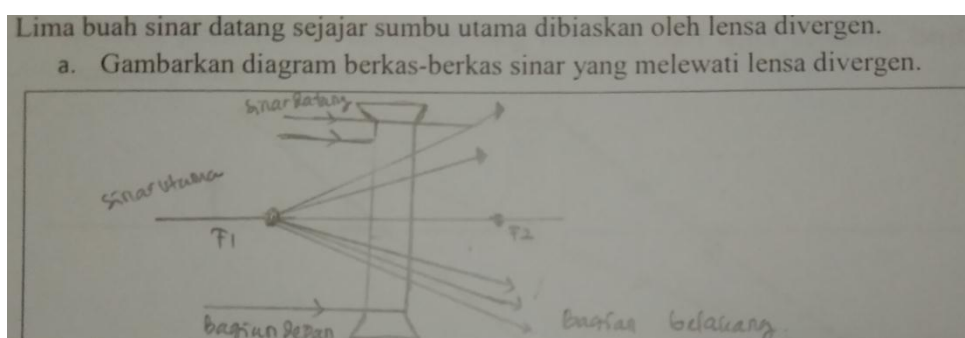 Lima buah sinar datang sejajar sumbu utama dibiaskan oleh lensa divergen.
a. Gambarkan diagram berkas-berkas sinar yang melewati lensa divergen.
Sinar datang
Sinar utama
F1
F2
Bagian depan
Bagian belakang